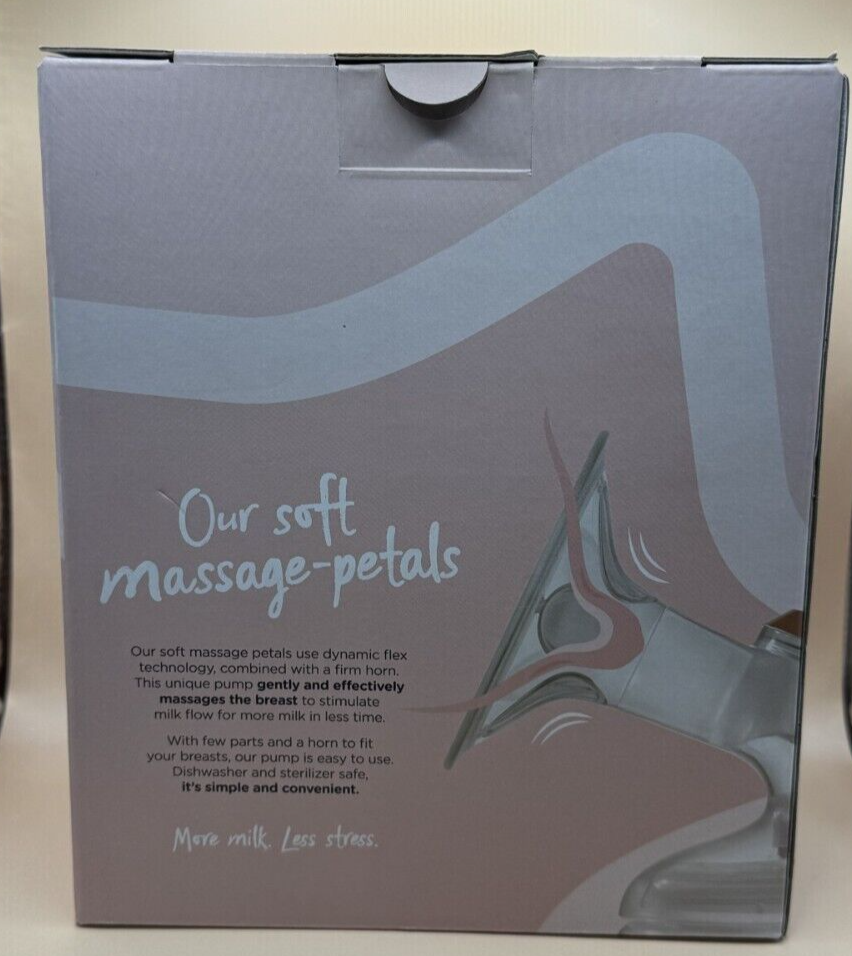 Our soft
massage-petals
Our soft massage petals use dynamic flex
technology, combined with a firm horn.
This unique pump gently and effectively
massages the breast to stimulate
milk flow for more milk in less time.
With few parts and a horn to fit
your breasts, our pump is easy to use.
Dishwasher and sterilizer safe,
it's simple and convenient.
More milk. Less stress.